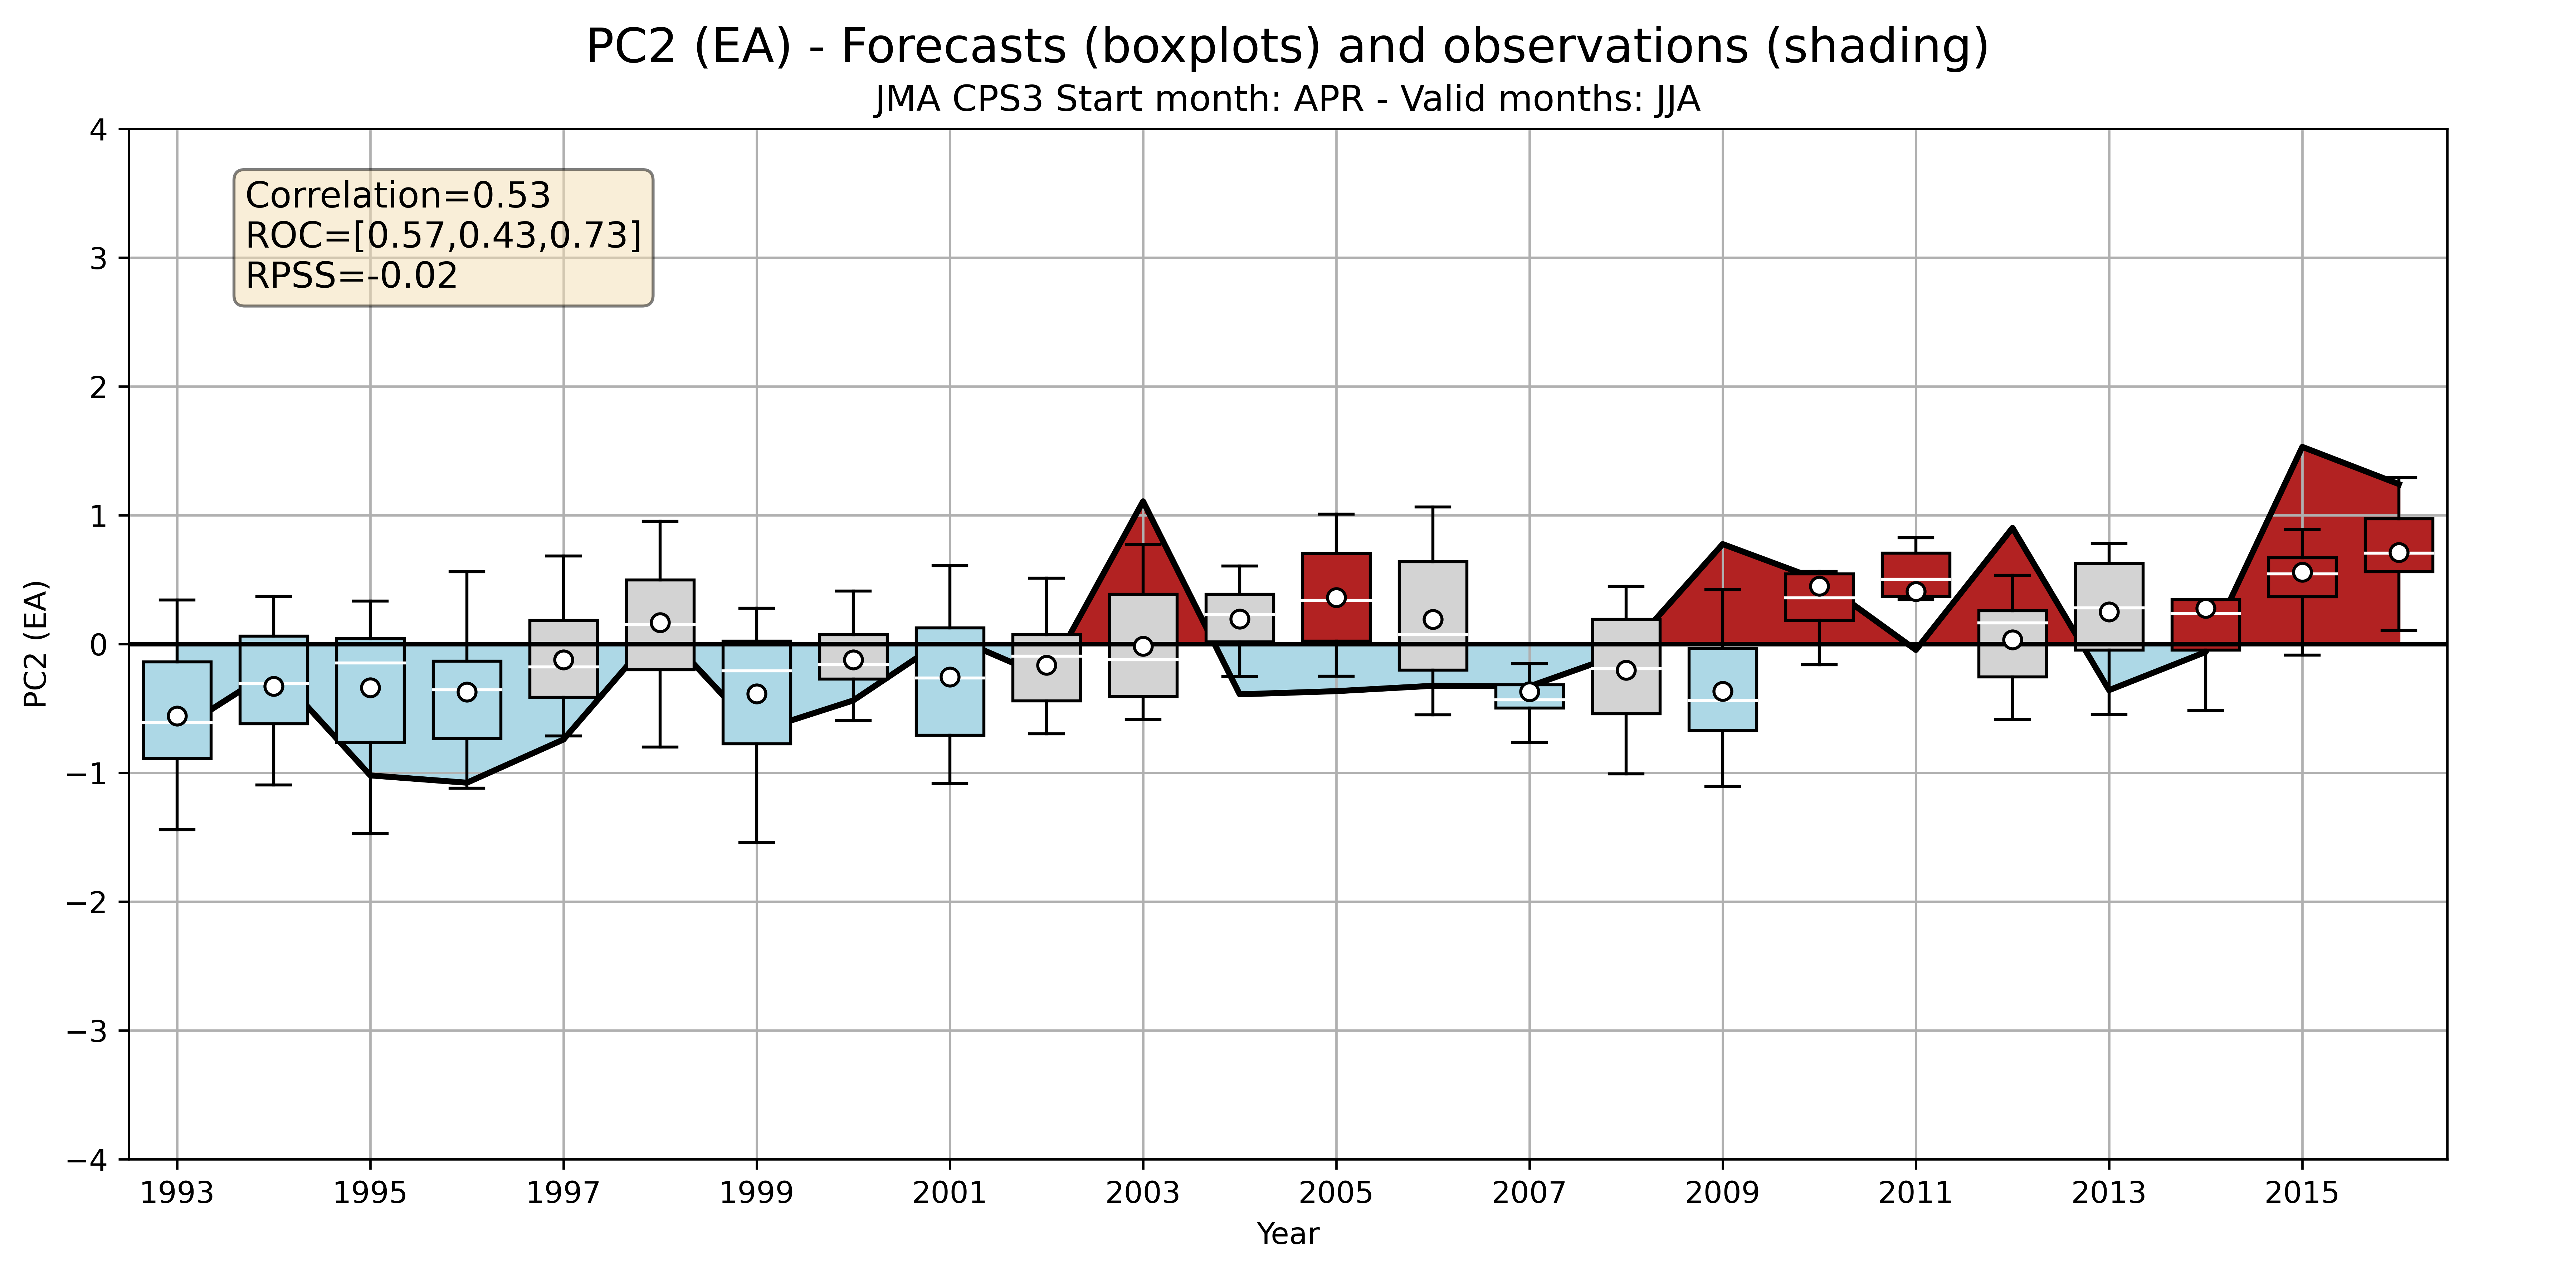 PC2 (EA) - Forecasts (boxplots) and observations (shading)
JMA CPS3 Start month: APR - Valid months: JJA
Correlation=0.53
ROC=[0.57,0.43,0.73]
RPSS=-0.02
4
3
2
1
0
−1
−2
−3
−4
PC2 (EA)
1993 1995 1997 1999 2001 2003 2005 2007 2009 2011 2013 2015
Year